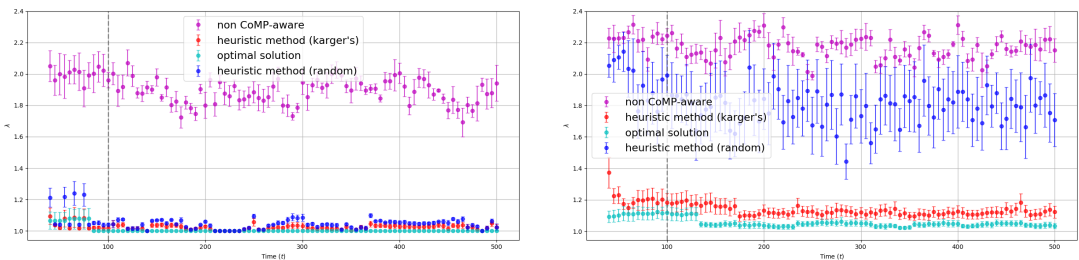 2.4
2.2
2.0
1.8
1.6
1.4
1.2
1.0
λ
non CoMP-aware
heuristic method (karger's)
optimal solution
heuristic method (random)
100
200
300
400
500
Time (t)
2.4
2.2
2.0
1.8
1.6
1.4
1.2
1.0
λ
non CoMP-aware
heuristic method (karger's)
optimal solution
heuristic method (random)
100
200
300
400
500
Time (t)